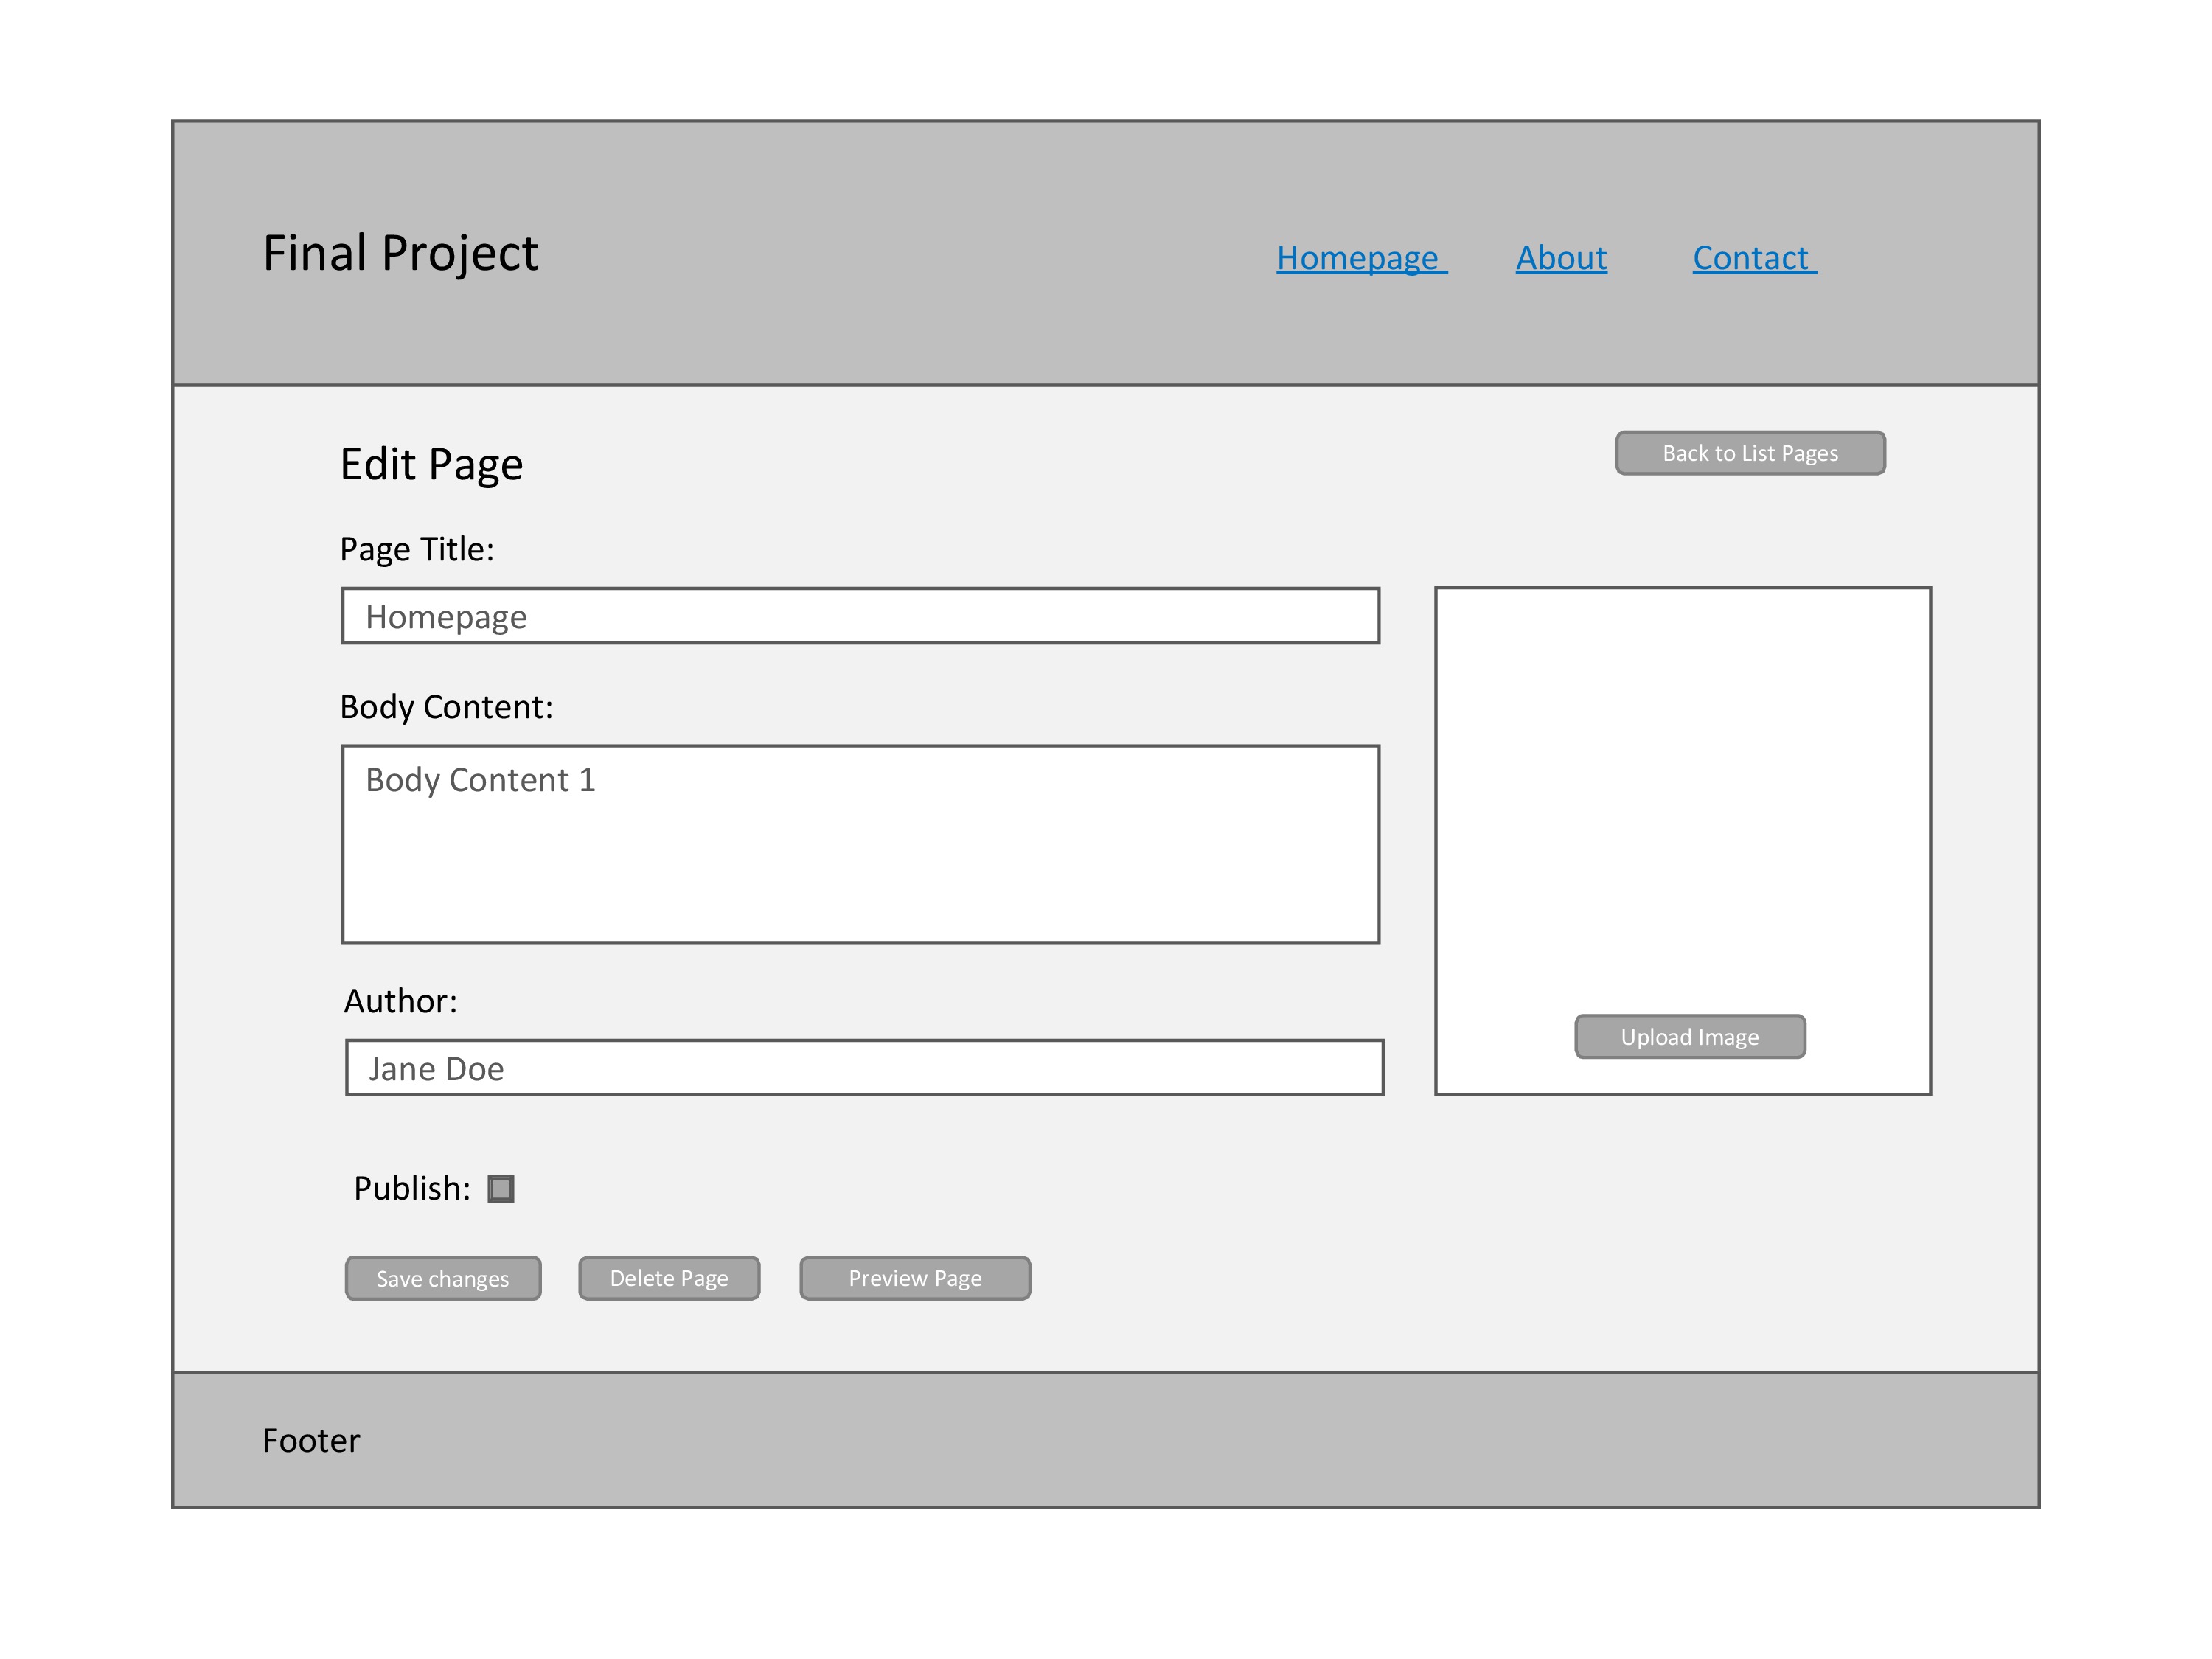 Final Project
Homepage About Contact
Edit Page
Back to List Pages
Page Title:
Homepage
Body Content:
Body Content 1
Author:
Jane Doe
Upload Image
Publish:
Save changes Delete Page Preview Page
Footer